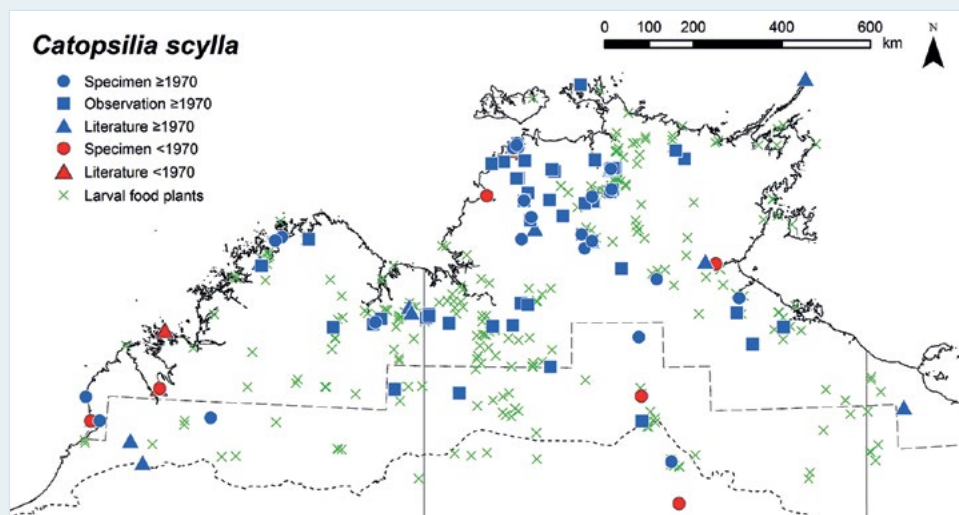 Catopsilia scylla
Specimen ≥1970
Observation ≥1970
Literature ≥1970
Specimen <1970
Literature <1970
Larval food plants
0 100 200 400 600
km
N